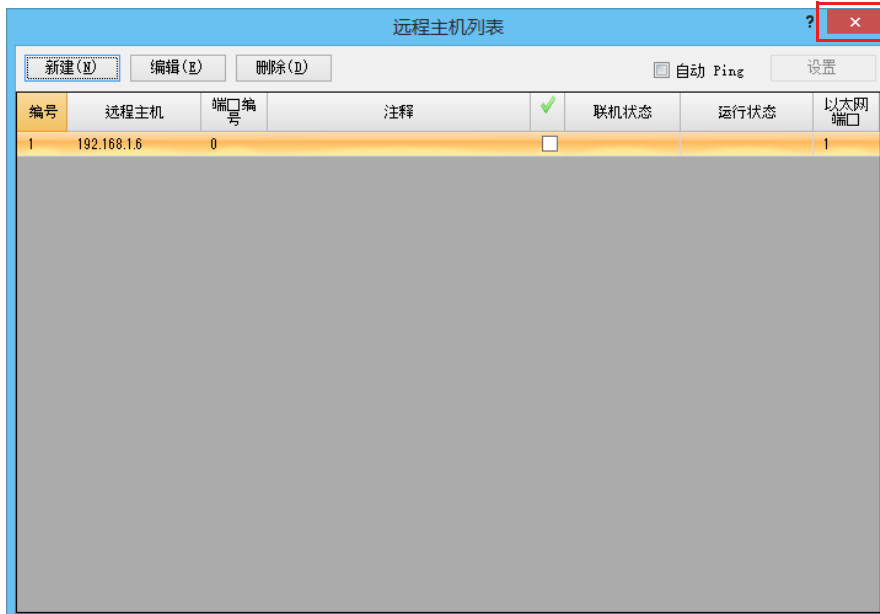 远程主机列表 ? ×
新建(N) 编辑(E) 删除(D) 自动 Ping 设置
编号 远程主机 端口编号 注释 联机状态 运行状态 以太网端口
1 192.168.1.6 0 1